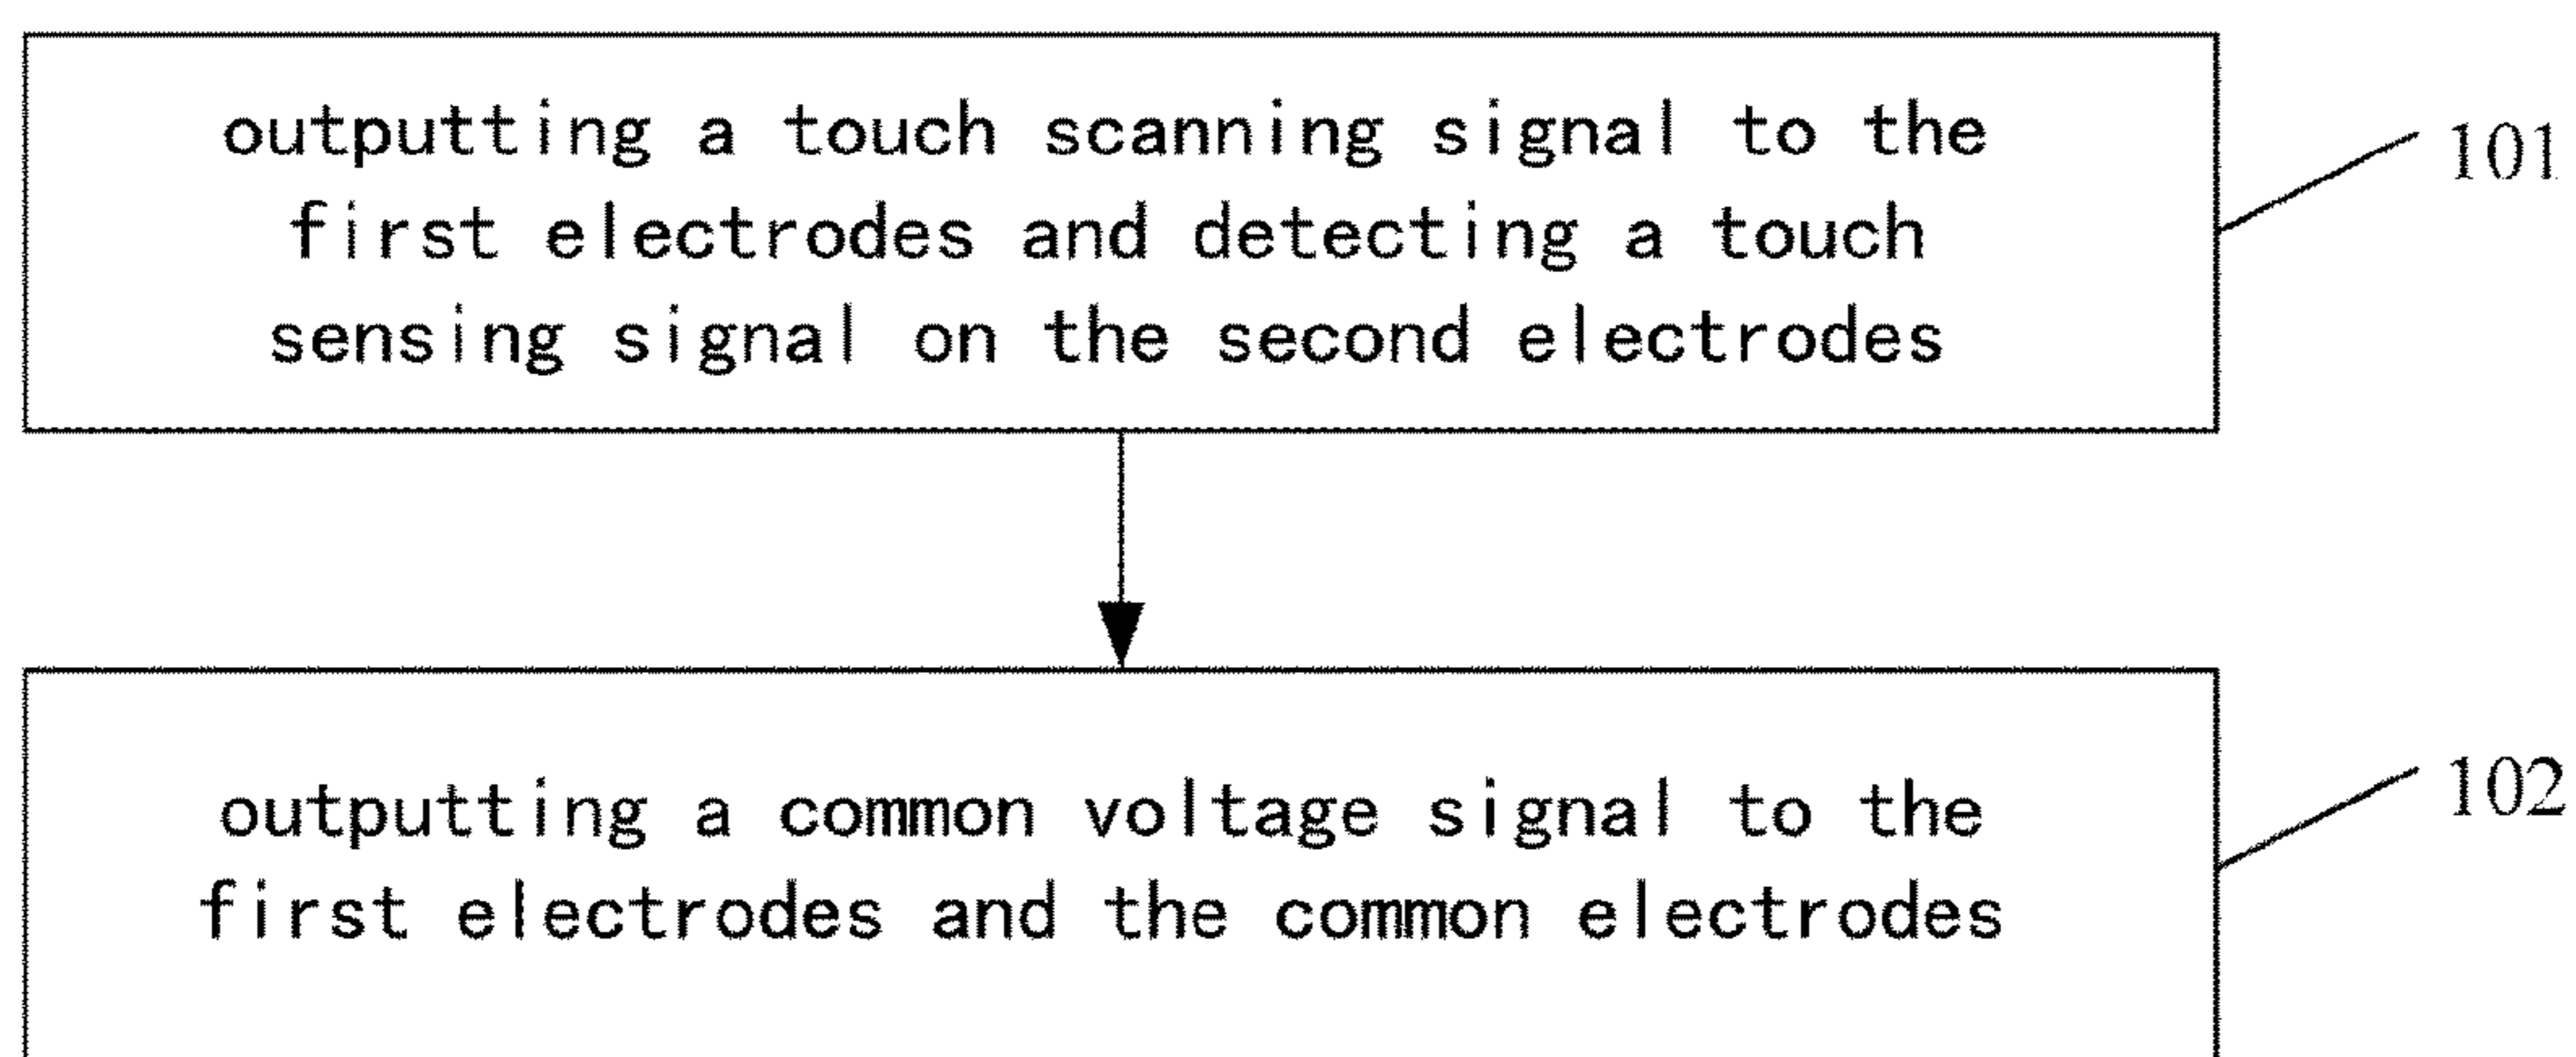 outputting a touch scanning signal to the
first electrodes and detecting a touch
sensing signal on the second electrodes
101
outputting a common voltage signal to the
first electrodes and the common electrodes
102